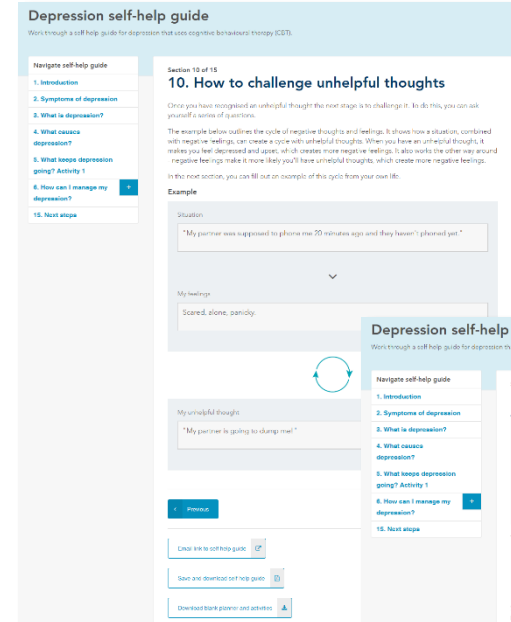 Depression self-help guide
Work through a self-help guide for depression that uses cognitive behavioural therapy (CBT).
Navigate self-help guide
1. Introduction
2. Symptoms of depression
3. What is depression?
4. What causes
depression?
5. What keeps depression
going? Activity 1
6. How can I manage my
depression?
+
15. Next steps
Section 10 of 15
10. How to challenge unhelpful thoughts
Once you have recognised an unhelpful thought the next stage is to challenge it. To do this, you can ask
yourself a series of questions.
The example below outlines the cycle of negative thoughts and feelings. It shows how a situation, combined
with negative feelings, can create a cycle with unhelpful thoughts. When you have an unhelpful thought, it
makes you feel depressed and upset, which creates more negative feelings. It also works the other way around
- negative feelings make it more likely you'll have unhelpful thoughts, which create more negative feelings.
In the next section, you can fill out an example of this cycle from your own life.
Example
Situation
"My partner was supposed to phone me 20 minutes ago and they haven't phoned yet."
My feelings
Scared, alone, panicky.
My unhelpful thought
"My partner is going to dump me!"
Previous
Email link to self help guide
Save and download self help guide
Download blank planner and activities
Depression self-help
Work through a self-help guide for depression th
Navigate self-help guide
1. Introduction
2. Symptoms of depression
3. What is depression?
4. What causes
depression?
5. What keeps depression
going? Activity 1
6. How can I manage my
depression?
+
15. Next steps